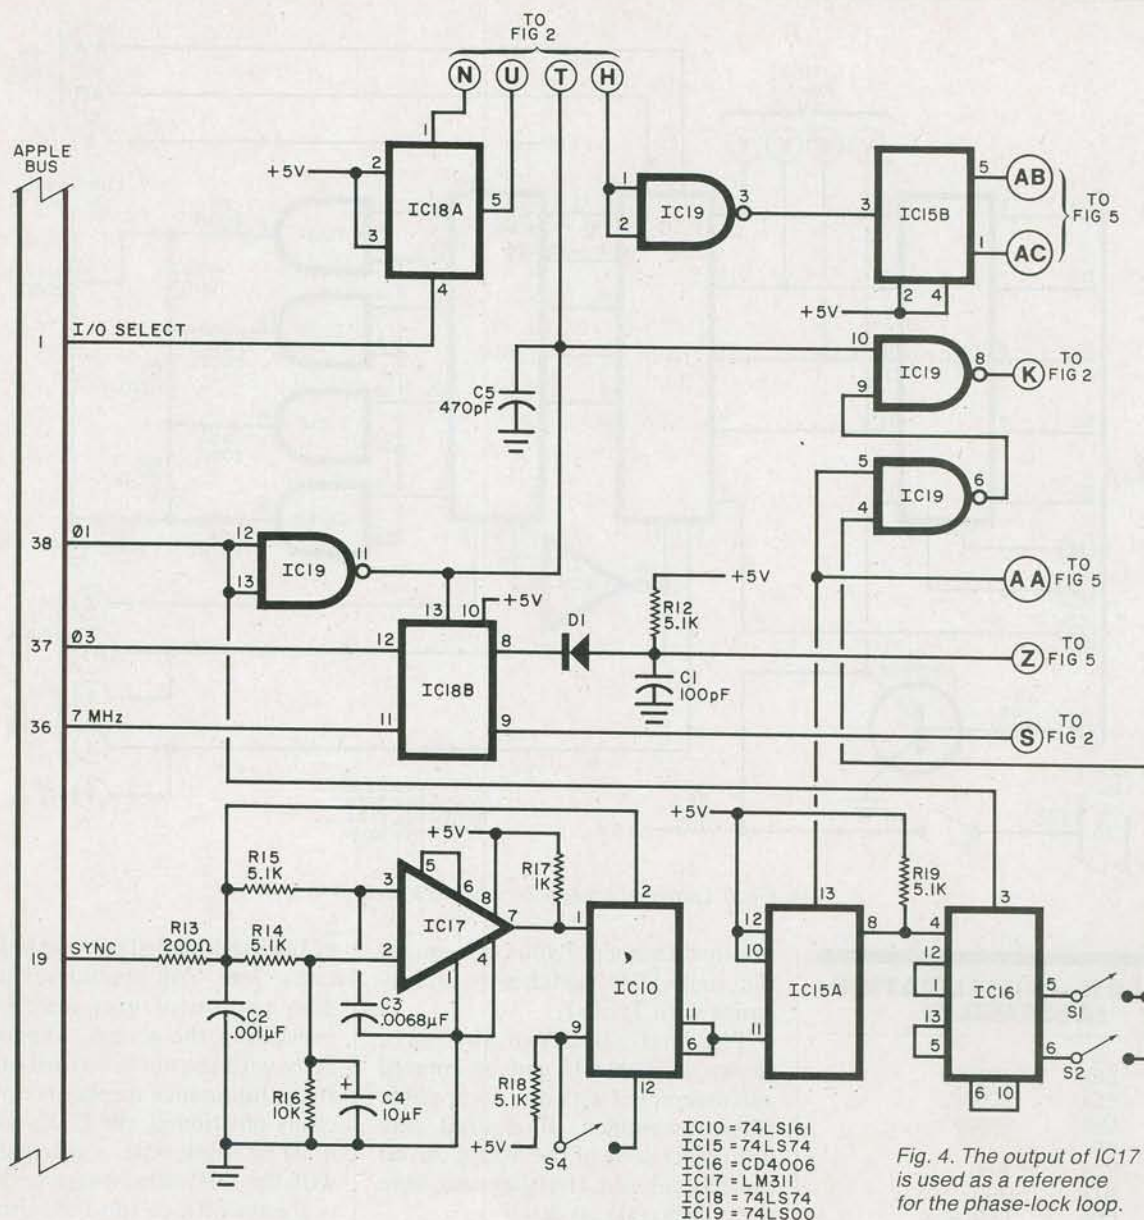 TO
FIG 2
N U T H
APPLE
BUS
+5V
2
1
IC18A
5
3
4
1
2
IC19
3
3
IC15B
5
AB
1
AC
TO
FIG 5
2 4
+5V
1
I/O SELECT
C5
470pF
10
9
IC19
8
K
TO
FIG 2
5
4
IC19
6
AA
TO
FIG 5
38
Ø1
12
13
IC19
11
+5V
13 10
37
Ø3
12
IC18B
8
D1
+5V
R12
5.1K
C1
100pF
Z
TO
FIG 5
36
7 MHz
11
9
S
TO
FIG 2
+5V
R15
5.1K
3
5
6
8
IC17
7
R17
1K
2
1
IC10
+5V
12
10
13
IC15A
8
R19
5.1K
3
4
12
1
13
5
IC16
5
S1
6
S2
6 10
19
SYNC
R13
200Ω
R14
5.1K
2
1
4
C2
.001µF
C3
.0068µF
9
11
6
12
11
R16
10K
+
C4
10µF
R18
5.1K
+5V
S4
IC10 = 74LS161
IC15 = 74LS74
IC16 = CD4006
IC17 = LM311
IC18 = 74LS74
IC19 = 74LS00
Fig. 4. The output of IC17
is used as a reference
for the phase-lock loop.